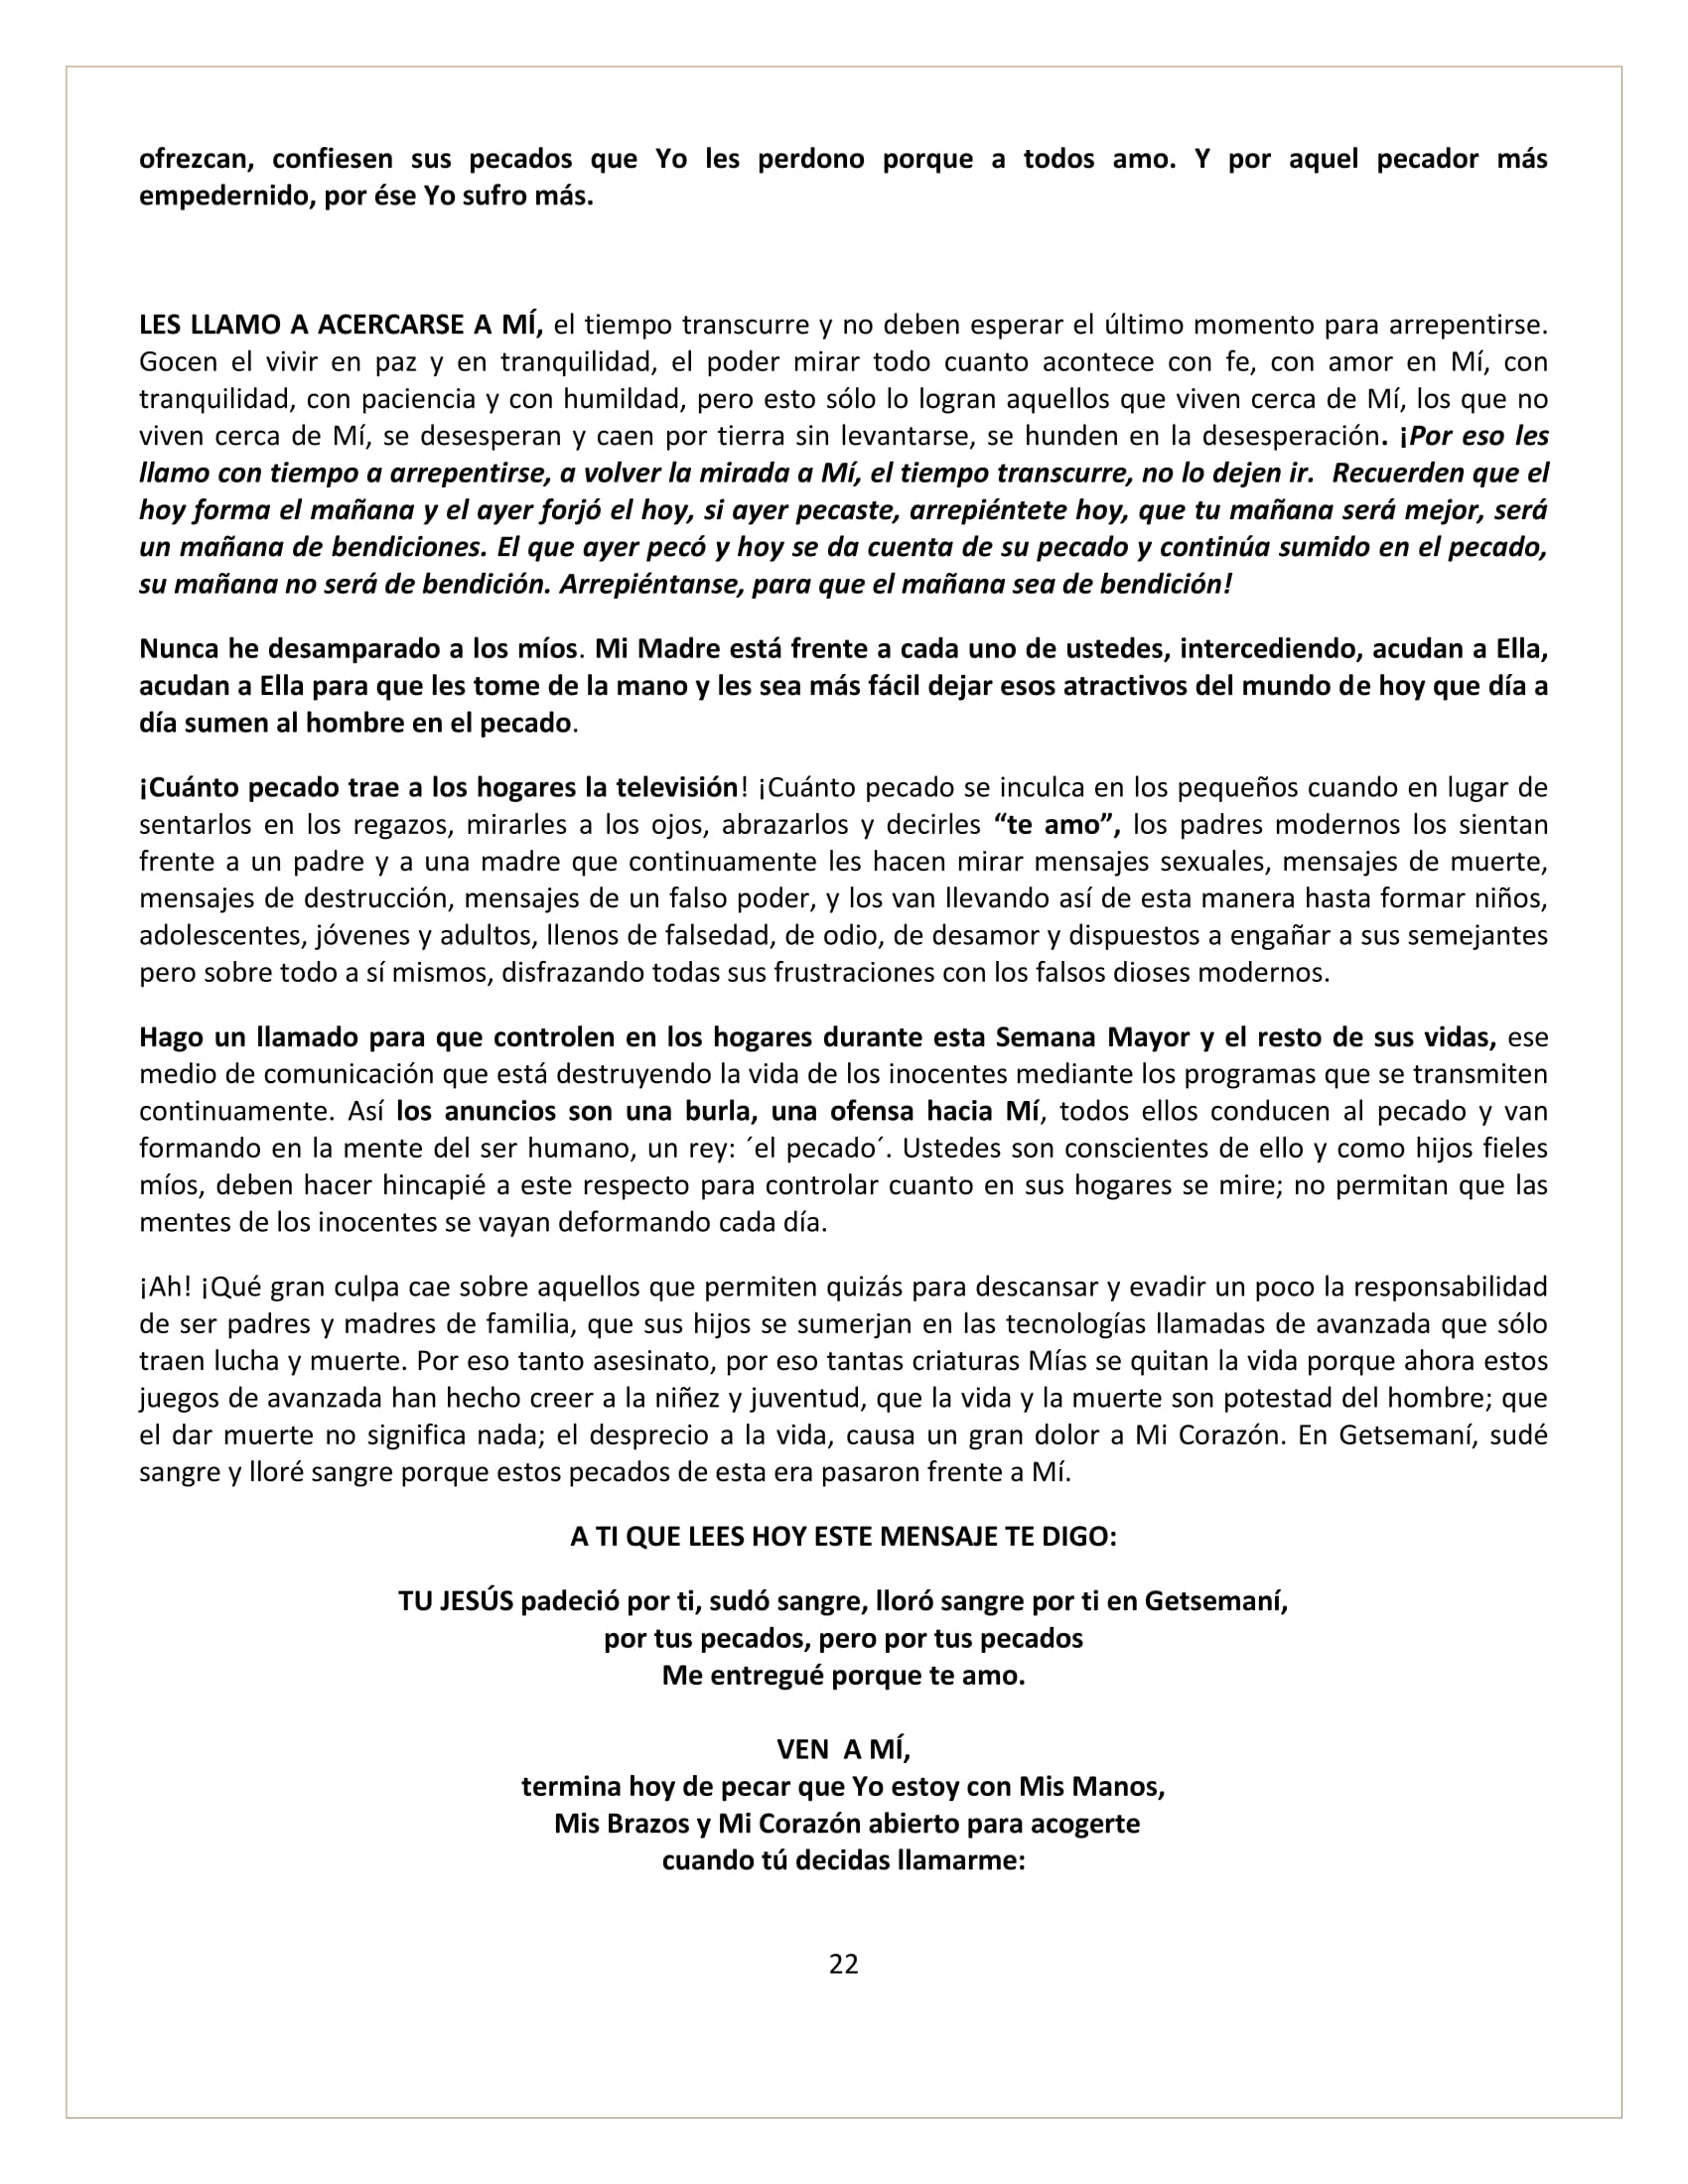 ofrezcan, confiesen sus pecados que Yo les perdono porque a todos amo. Y por aquel pecador más
empedernido, por ése Yo sufro más.
LES LLAMO A ACERCARSE A MÍ, el tiempo transcurre y no deben esperar el último momento para arrepentirse.
Gocen el vivir en paz y en tranquilidad, el poder mirar todo cuanto acontece con fe, con amor en Mí, con
tranquilidad, con paciencia y con humildad, pero esto sólo lo logran aquellos que viven cerca de Mí, los que no
viven cerca de Mí, se desesperan y caen por tierra sin levantarse, se hunden en la desesperación. ¡Por eso les
llamo con tiempo a arrepentirse, a volver la mirada a Mí, el tiempo transcurre, no lo dejen ir.  Recuerden que el
hoy forma el mañana y el ayer forjó el hoy, si ayer pecaste, arrepiéntete hoy, que tu mañana será mejor, será
un mañana de bendiciones. El que ayer pecó y hoy se da cuenta de su pecado y continúa sumido en el pecado,
su mañana no será de bendición. Arrepiéntanse, para que el mañana sea de bendición!
Nunca he desamparado a los míos. Mi Madre está frente a cada uno de ustedes, intercediendo, acudan a Ella,
acudan a Ella para que les tome de la mano y les sea más fácil dejar esos atractivos del mundo de hoy que día a
día sumen al hombre en el pecado.
¡Cuánto pecado trae a los hogares la televisión! ¡Cuánto pecado se inculca en los pequeños cuando en lugar de
sentarlos en los regazos, mirarles a los ojos, abrazarlos y decirles “te amo”, los padres modernos los sientan
frente a un padre y a una madre que continuamente les hacen mirar mensajes sexuales, mensajes de muerte,
mensajes de destrucción, mensajes de un falso poder, y los van llevando así de esta manera hasta formar niños,
adolescentes, jóvenes y adultos, llenos de falsedad, de odio, de desamor y dispuestos a engañar a sus semejantes
pero sobre todo a sí mismos, disfrazando todas sus frustraciones con los falsos dioses modernos.
Hago un llamado para que controlen en los hogares durante esta Semana Mayor y el resto de sus vidas, ese
medio de comunicación que está destruyendo la vida de los inocentes mediante los programas que se transmiten
continuamente. Así los anuncios son una burla, una ofensa hacia Mí, todos ellos conducen al pecado y van
formando en la mente del ser humano, un rey: ´el pecado´. Ustedes son conscientes de ello y como hijos fieles
míos, deben hacer hincapié a este respecto para controlar cuanto en sus hogares se mire; no permitan que las
mentes de los inocentes se vayan deformando cada día.
¡Ah! ¡Qué gran culpa cae sobre aquellos que permiten quizás para descansar y evadir un poco la responsabilidad
de ser padres y madres de familia, que sus hijos se sumerjan en las tecnologías llamadas de avanzada que sólo
traen lucha y muerte. Por eso tanto asesinato, por eso tantas criaturas Mías se quitan la vida porque ahora estos
juegos de avanzada han hecho creer a la niñez y juventud, que la vida y la muerte son potestad del hombre; que
el dar muerte no significa nada; el desprecio a la vida, causa un gran dolor a Mi Corazón. En Getsemaní, sudé
sangre y lloré sangre porque estos pecados de esta era pasaron frente a Mí.
A TI QUE LEES HOY ESTE MENSAJE TE DIGO:
TU JESÚS padeció por ti, sudó sangre, lloró sangre por ti en Getsemaní,
por tus pecados, pero por tus pecados
Me entregué porque te amo.
VEN  A MÍ,
termina hoy de pecar que Yo estoy con Mis Manos,
Mis Brazos y Mi Corazón abierto para acogerte
cuando tú decidas llamarme:
22